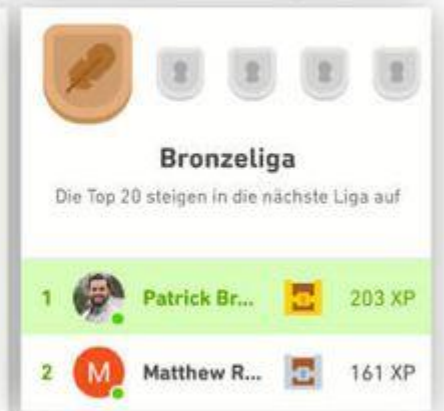 Bronzeliga
Die Top 20 steigen in die nächste Liga auf
1 Patrick Br... 203 XP
2 M Matthew R... 161 XP